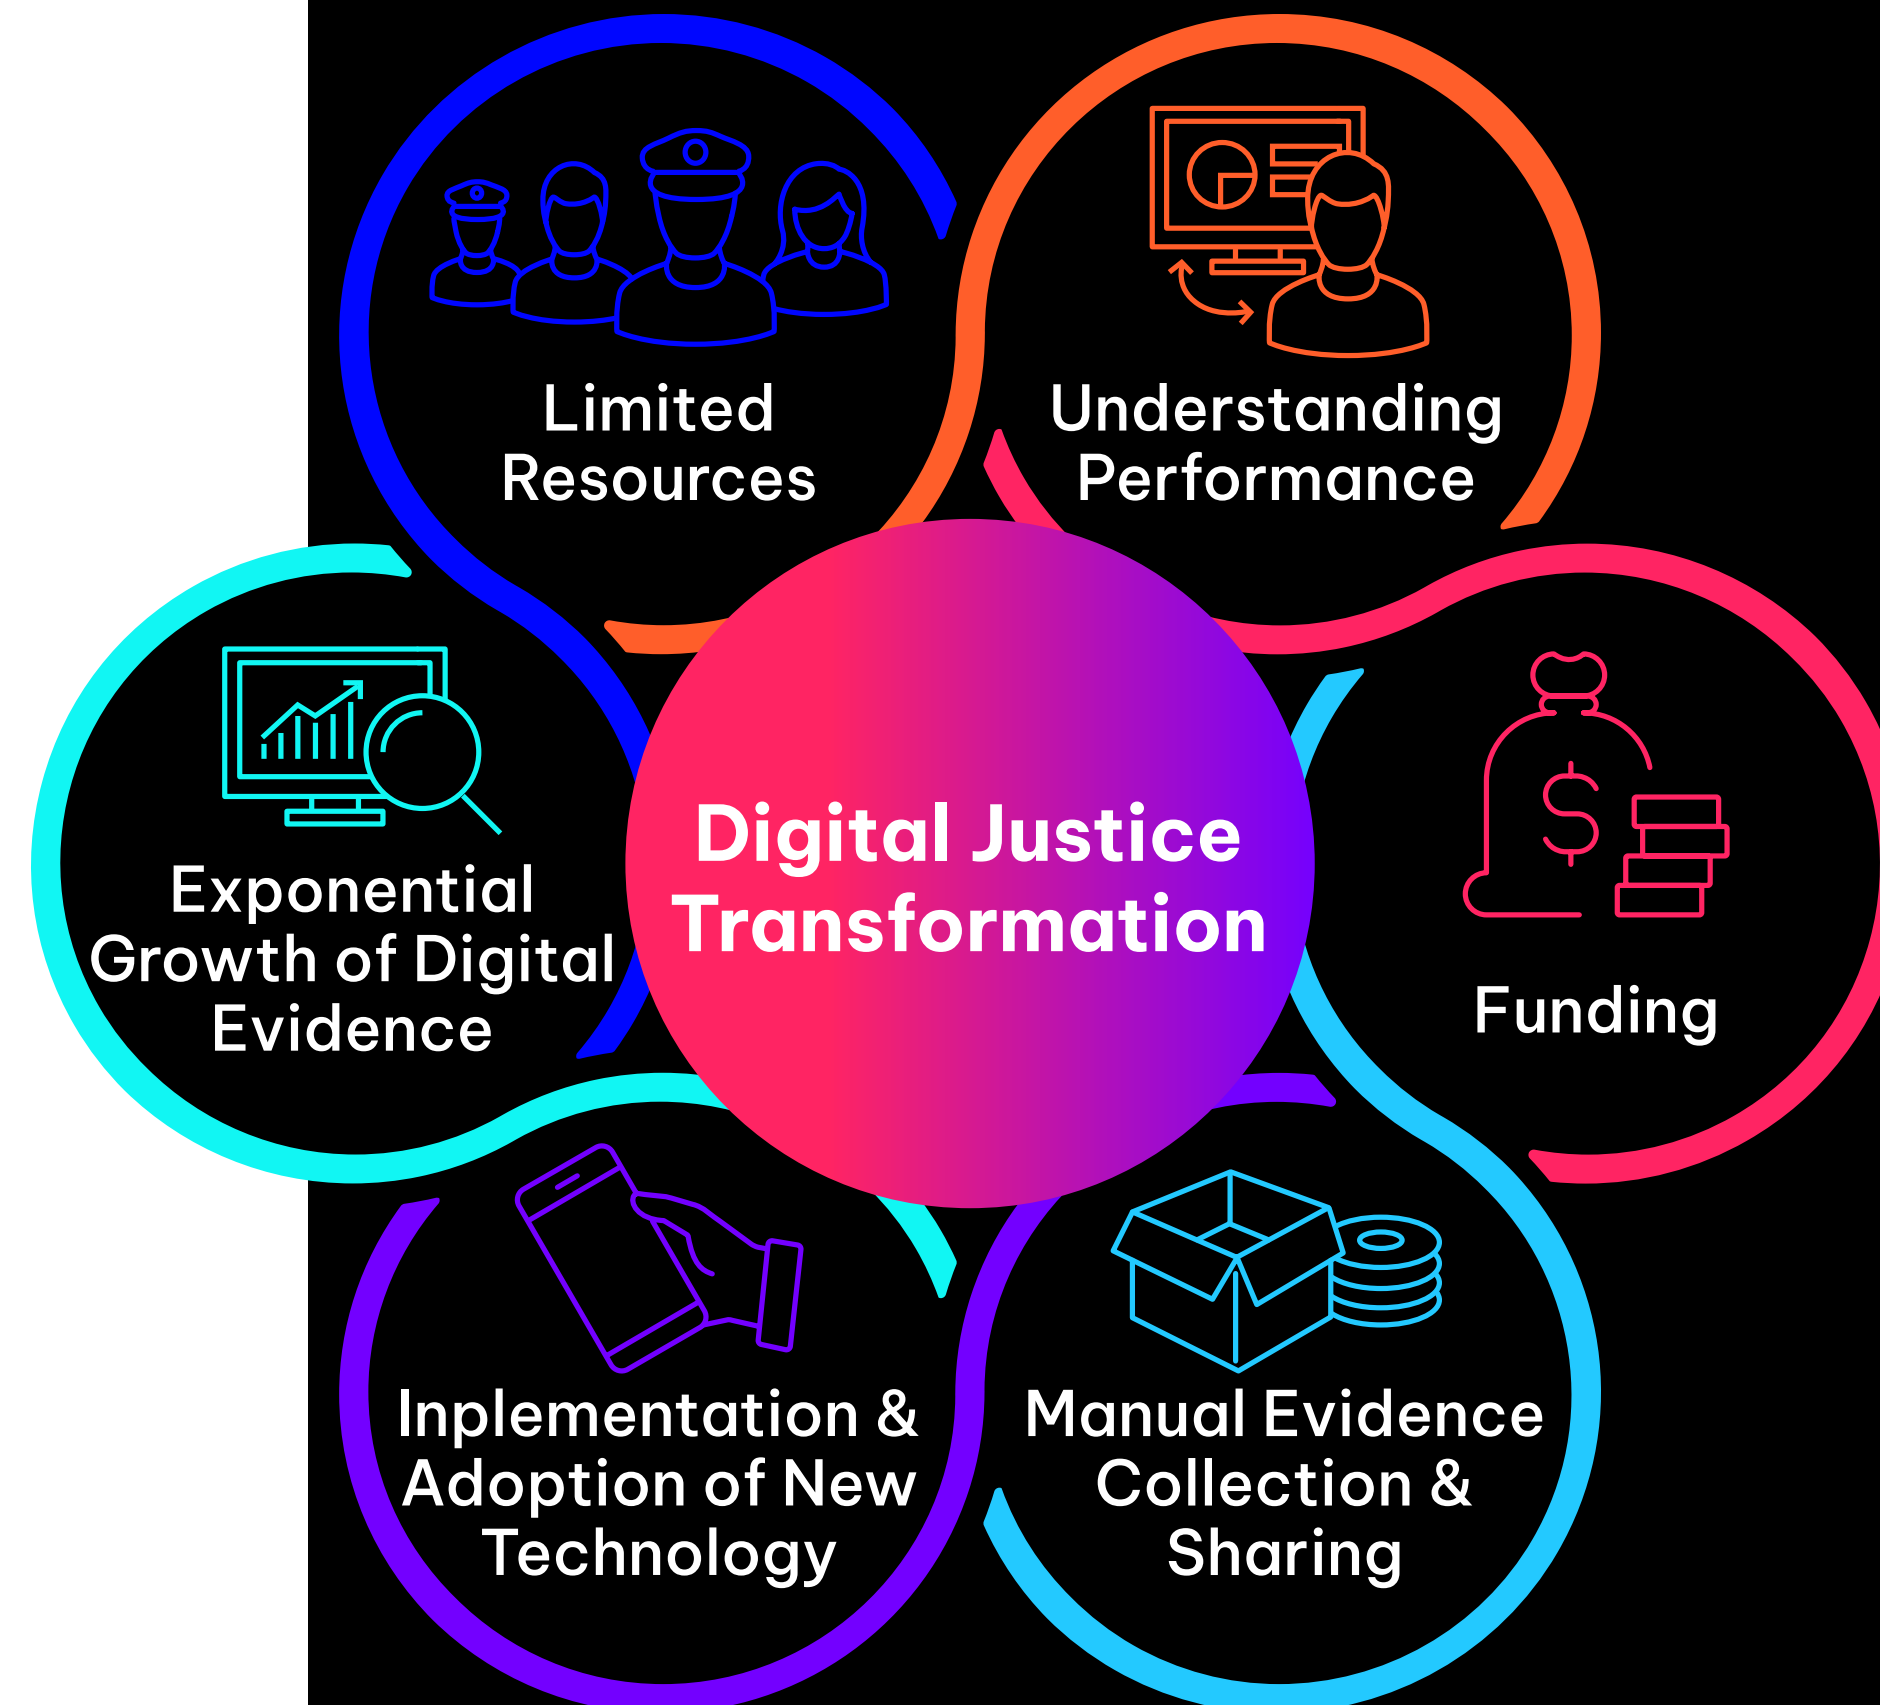 Limited
Resources
Understanding
Performance
Exponential
Growth of Digital
Evidence
Digital Justice
Transformation
$
Funding
Inplementation &
Adoption of New
Technology
Manual Evidence
Collection &
Sharing